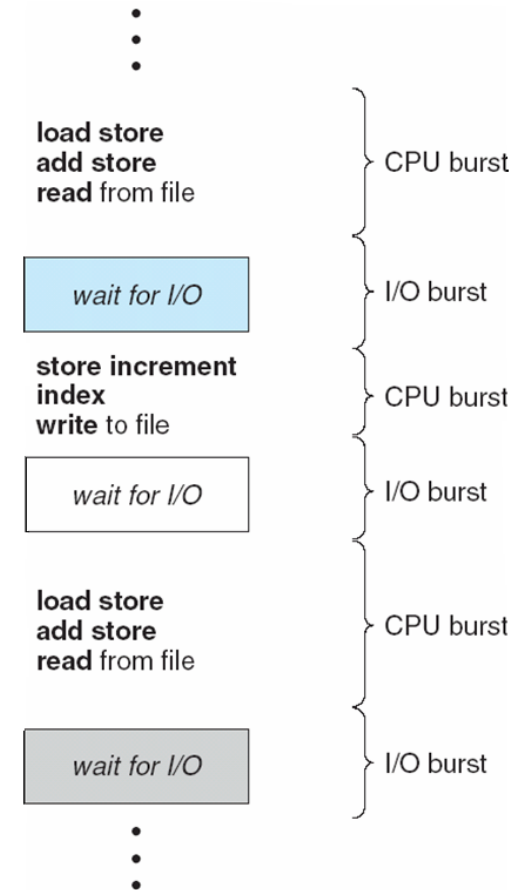 load store
add store
read from file
CPU burst
wait for I/O
I/O burst
store increment
index
write to file
CPU burst
wait for I/O
I/O burst
load store
add store
read from file
CPU burst
wait for I/O
I/O burst